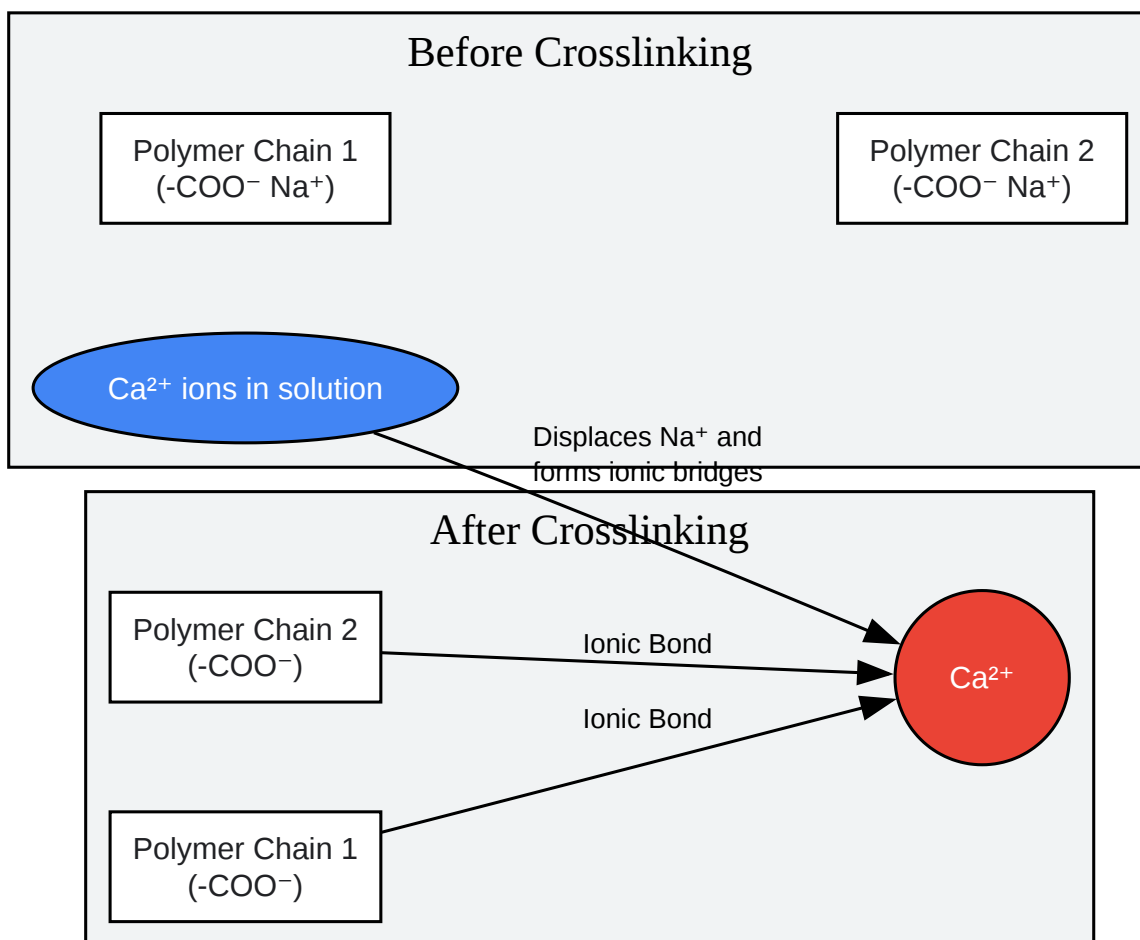 Before Crosslinking
Polymer Chain 1
(-COO⁻ Na⁺)
Polymer Chain 2
(-COO⁻ Na⁺)
Ca²⁺ ions in solution
Displaces Na⁺ and
forms ionic bridges
After Crosslinking
Polymer Chain 2
(-COO⁻)
Ionic Bond
Ca²⁺
Ionic Bond
Polymer Chain 1
(-COO⁻)